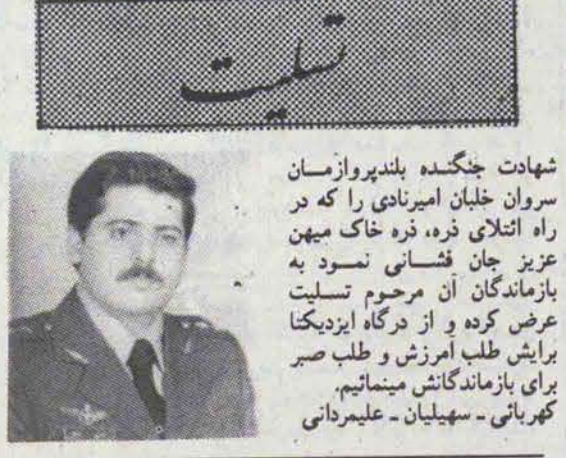 تسلیت
شهادت جنگنده بلندپروازمان
سروان خلبان امیرنادی را که در
راه ائتلای ذره، ذره خاک میهن
عزیز جان فشانی نمود به
بازماندگان آن مرحوم تسلیت
عرض کرده و از درگاه ایزدیکتا
برایش طلب آمرزش و طلب صبر
برای بازماندگانش مینمائیم.
کهربائی ـ سهیلیان ـ علیمردانی